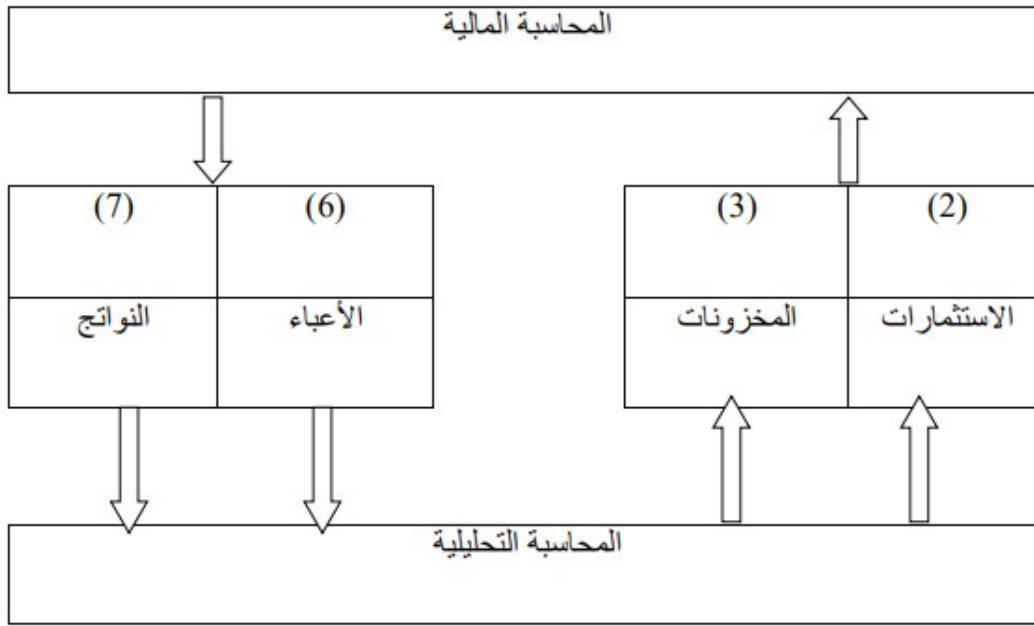 المحاسبة المالية
(2) (3) (6) (7)
الاستثمارات المخزونات الأعباء النواتج
المحاسبة التحليلية